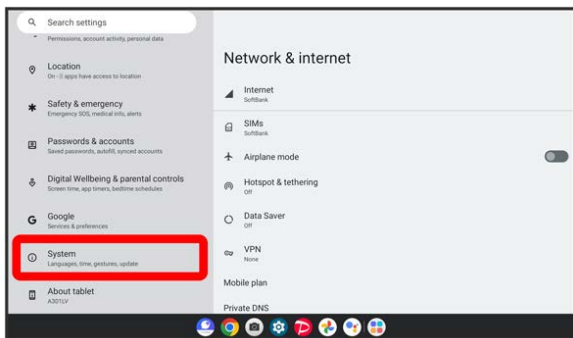 Search settings
Permissions, account activity, personal data
Location
On - apps have access to location
Safety & emergency
Emergency SOS, medical info, alerts
Passwords & accounts
Saved passwords, autofill, synced accounts
Digital Wellbeing & parental controls
Screen time, app timers, bedtime schedules
Google
Services & preferences
System
Languages, time, gestures, update
About tablet
A301LV
Network & internet
Internet
SoftBank
SIMs
SoftBank
Airplane mode
Hotspot & tethering
Off
Data Saver
Off
VPN
None
Mobile plan
Private DNS